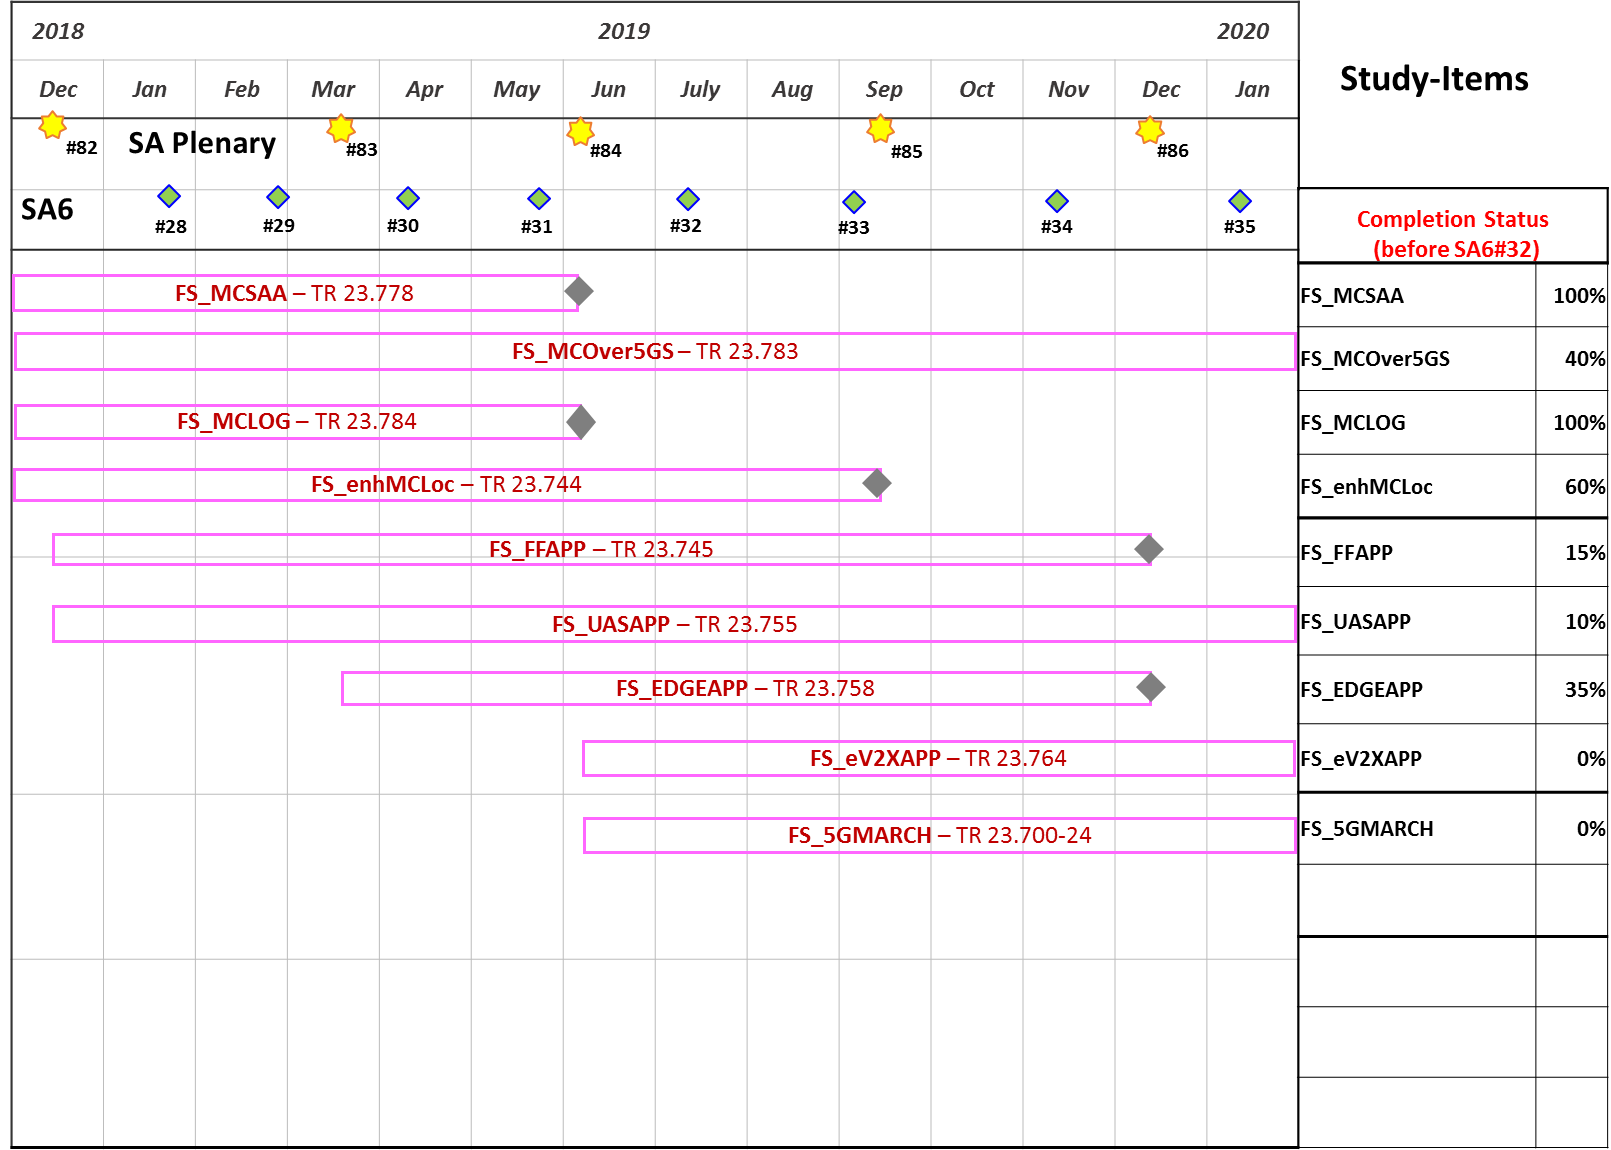 2018 2019 2020
Study-Items
Dec Jan Feb Mar Apr May Jun July Aug Sep Oct Nov Dec Jan
SA Plenary
#82 #83 #84 #85 #86
SA6
#28 #29 #30 #31 #32 #33 #34 #35
Completion Status
(before SA6#32)
FS_MCSAA – TR 23.778
FS_MCSAA 100%
FS_MCOver5GS – TR 23.783
FS_MCOver5GS 40%
FS_MCLOG – TR 23.784
FS_MCLOG 100%
FS_enhMCLoc – TR 23.744
FS_enhMCLoc 60%
FS_FFAPP – TR 23.745
FS_FFAPP 15%
FS_UASAPP – TR 23.755
FS_UASAPP 10%
FS_EDGEAPP – TR 23.758
FS_EDGEAPP 35%
FS_eV2XAPP – TR 23.764
FS_eV2XAPP 0%
FS_5GMARCH – TR 23.700-24
FS_5GMARCH 0%